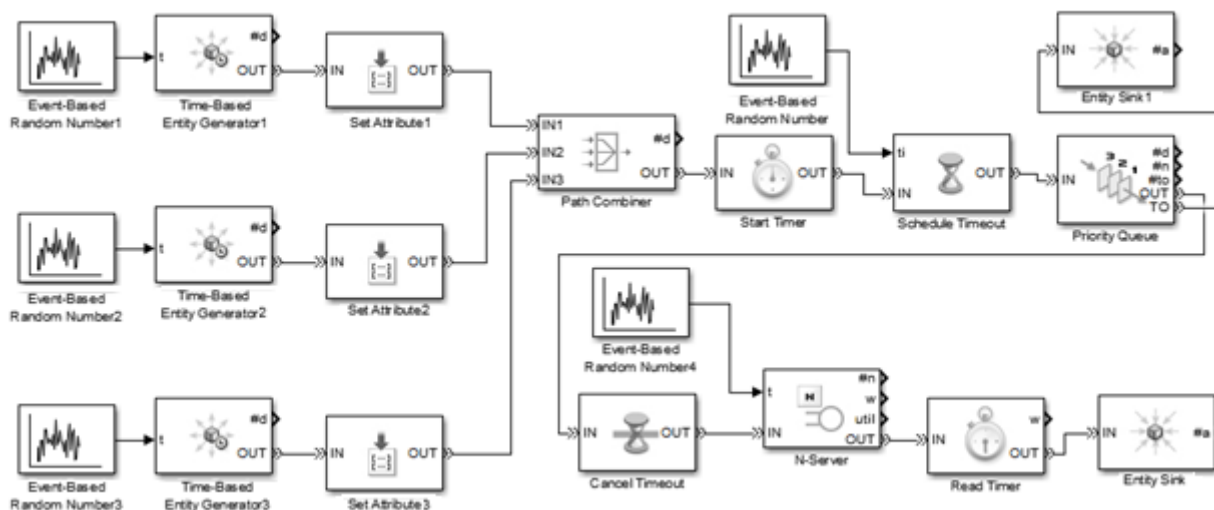 t
#d
OUT
Event-Based
Random Number1
Time-Based
Entity Generator1
IN
OUT
Set Attribute1
Event-Based
Random Number
IN
#a
Entity Sink1
IN1
IN2
IN3
#d
OUT
Path Combiner
IN
OUT
Start Timer
ti
IN
OUT
Schedule Timeout
IN
3
2
1
#d
#n
#to
OUT
TO
Priority Queue
t
#d
OUT
Event-Based
Random Number2
Time-Based
Entity Generator2
IN
OUT
Set Attribute2
Event-Based
Random Number4
IN
OUT
Cancel Timeout
t
IN
N
#n
w
util
OUT
N-Server
IN
w
OUT
Read Timer
IN
#a
Entity Sink
t
#d
OUT
Event-Based
Random Number3
Time-Based
Entity Generator3
IN
OUT
Set Attribute3